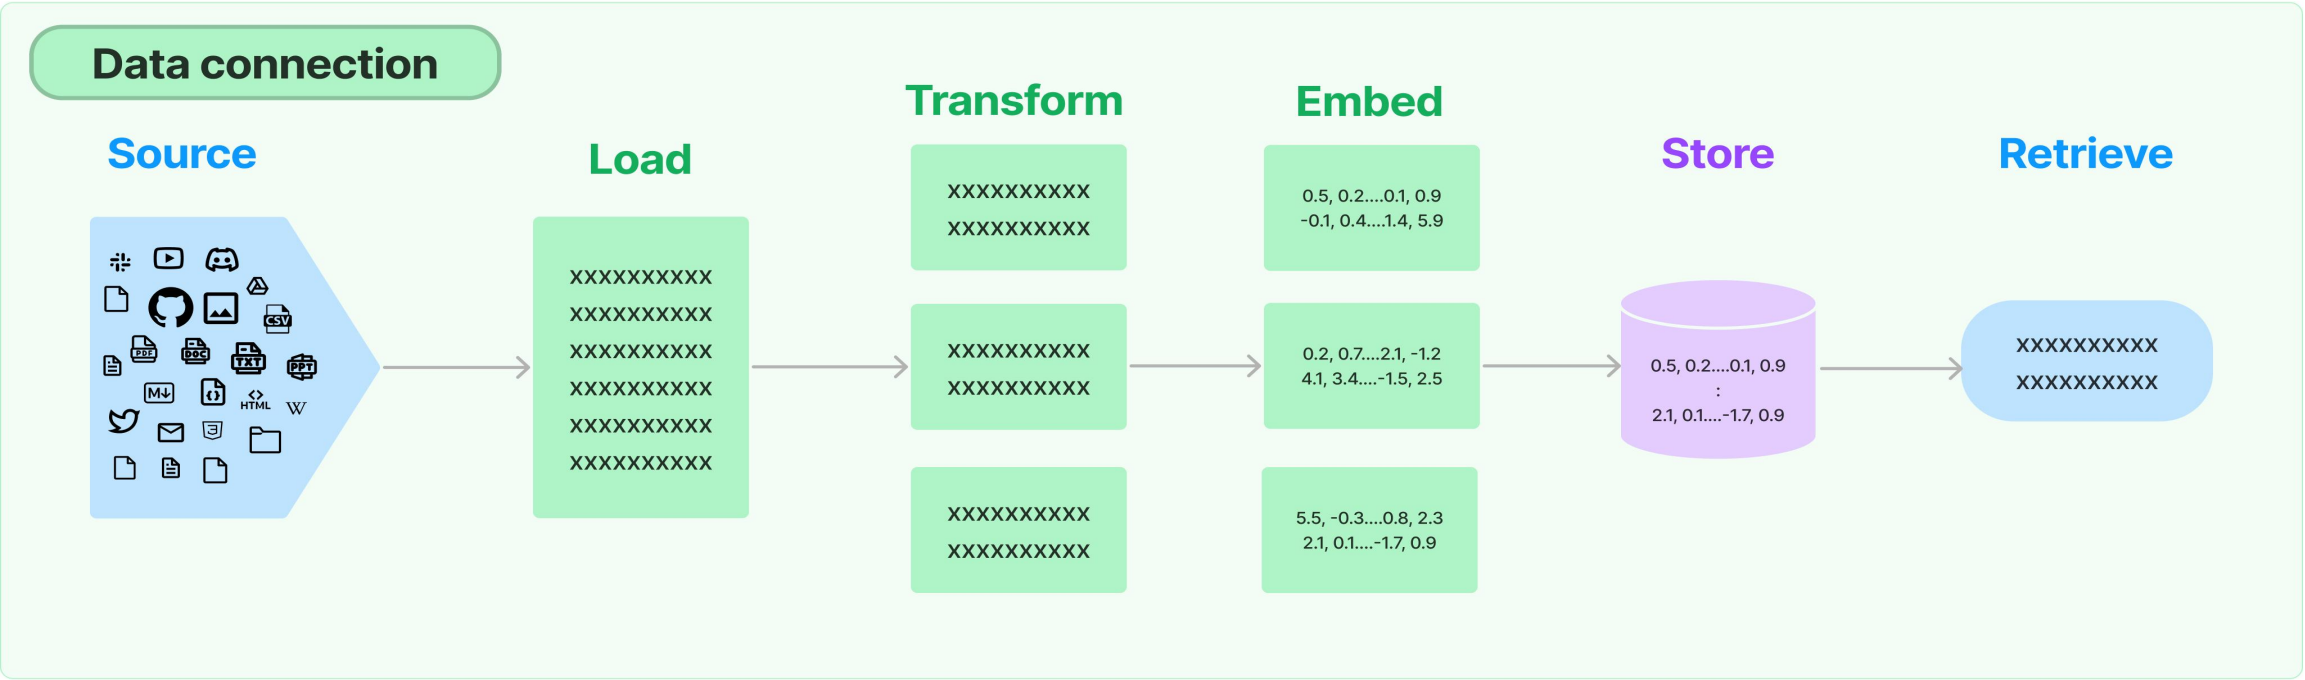 Data connection
Source
Load
Transform
Embed
Store
Retrieve
CSV
PDF
DOC
TXT
PPT
M
HTML
W
XXXXXXXXXX
XXXXXXXXXX
XXXXXXXXXX
XXXXXXXXXX
XXXXXXXXXX
XXXXXXXXXX
XXXXXXXXXX
XXXXXXXXXX
XXXXXXXXXX
XXXXXXXXXX
XXXXXXXXXX
XXXXXXXXXX
0.5, 0.2....0.1, 0.9
-0.1, 0.4....1.4, 5.9
0.2, 0.7....2.1, -1.2
4.1, 3.4....-1.5, 2.5
5.5, -0.3....0.8, 2.3
2.1, 0.1....-1.7, 0.9
0.5, 0.2....0.1, 0.9
:
2.1, 0.1....-1.7, 0.9
XXXXXXXXXX
XXXXXXXXXX